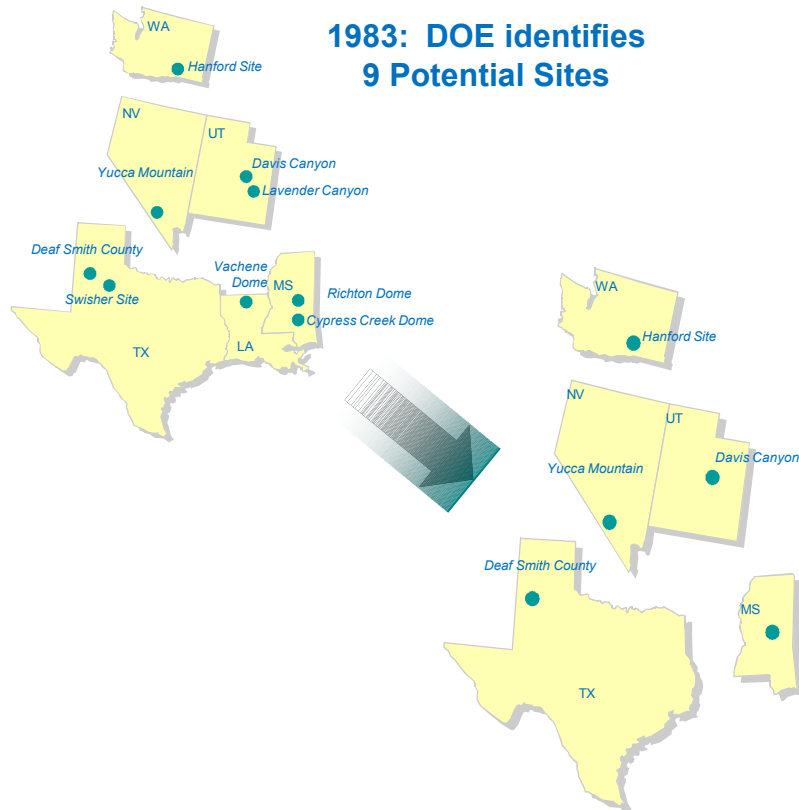 1983:  DOE identifies
9 Potential Sites
WA
Hanford Site
NV
UT
Davis Canyon
Yucca Mountain
Lavender Canyon
Deaf Smith County
Swisher Site
Vachene
Dome
MS
Richton Dome
Cypress Creek Dome
LA
TX
WA
Hanford Site
NV
UT
Davis Canyon
Yucca Mountain
Deaf Smith County
MS
TX